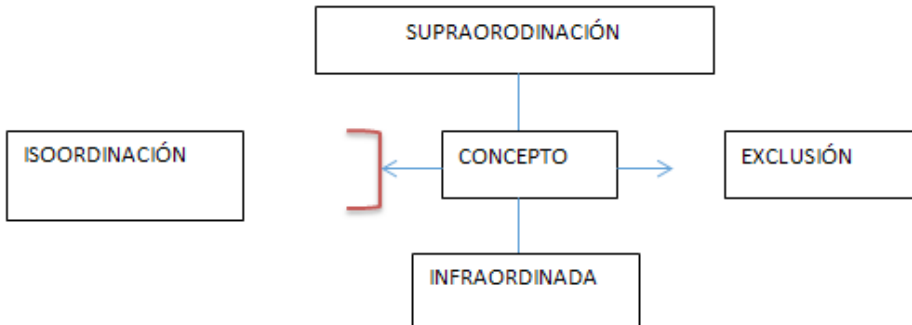 SUPRAORODINACIÓN
ISOORDINACIÓN
CONCEPTO
EXCLUSIÓN
INFRAORDINADA